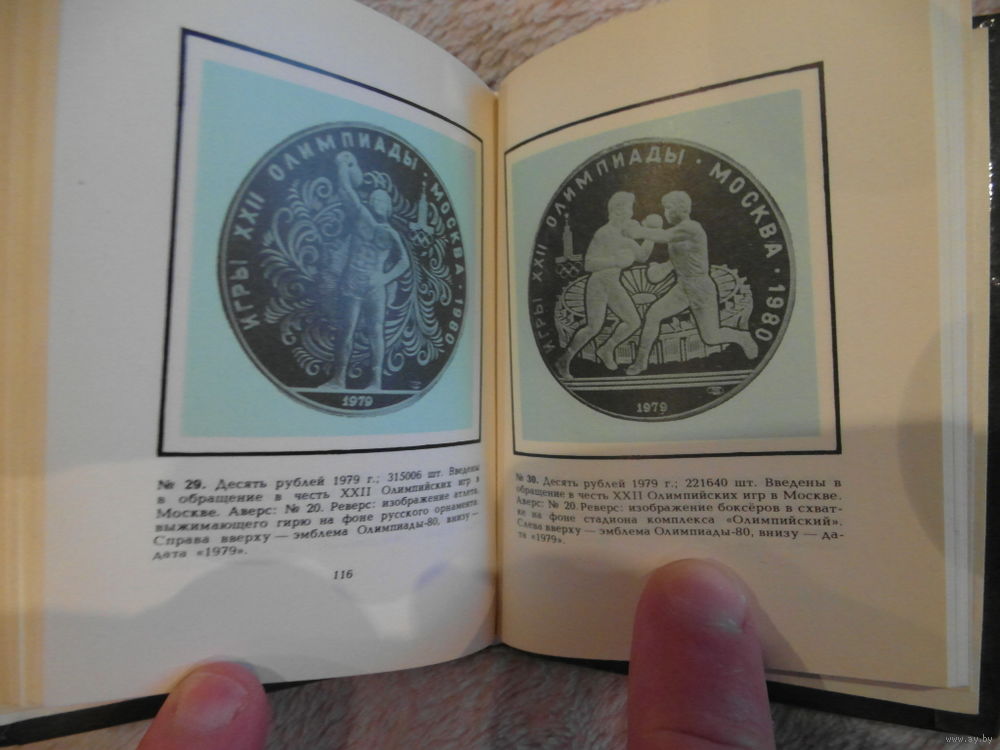 ИГРЫ XXII ОЛИМПИАДЫ · МОСКВА · 1980
1979
№ 29. Десять рублей 1979 г.; 315006 шт. Введены
в обращение в честь XXII Олимпийских игр в
Москве. Аверс: № 20. Реверс: изображение атлета,
выжимающего гирю на фоне русского орнамента.
Справа вверху — эмблема Олимпиады-80, внизу —
дата «1979».
116
ИГРЫ XXII ОЛИМПИАДЫ · МОСКВА · 1980
1979
№ 30. Десять рублей 1979 г.; 221640 шт. Введены в
обращение в честь XXII Олимпийских игр в Москве.
Аверс: № 20. Реверс: изображение боксёров в схват-
ке на фоне стадиона комплекса «Олимпийский».
Слева вверху — эмблема Олимпиады-80, внизу — да-
та «1979».
www.ay.by